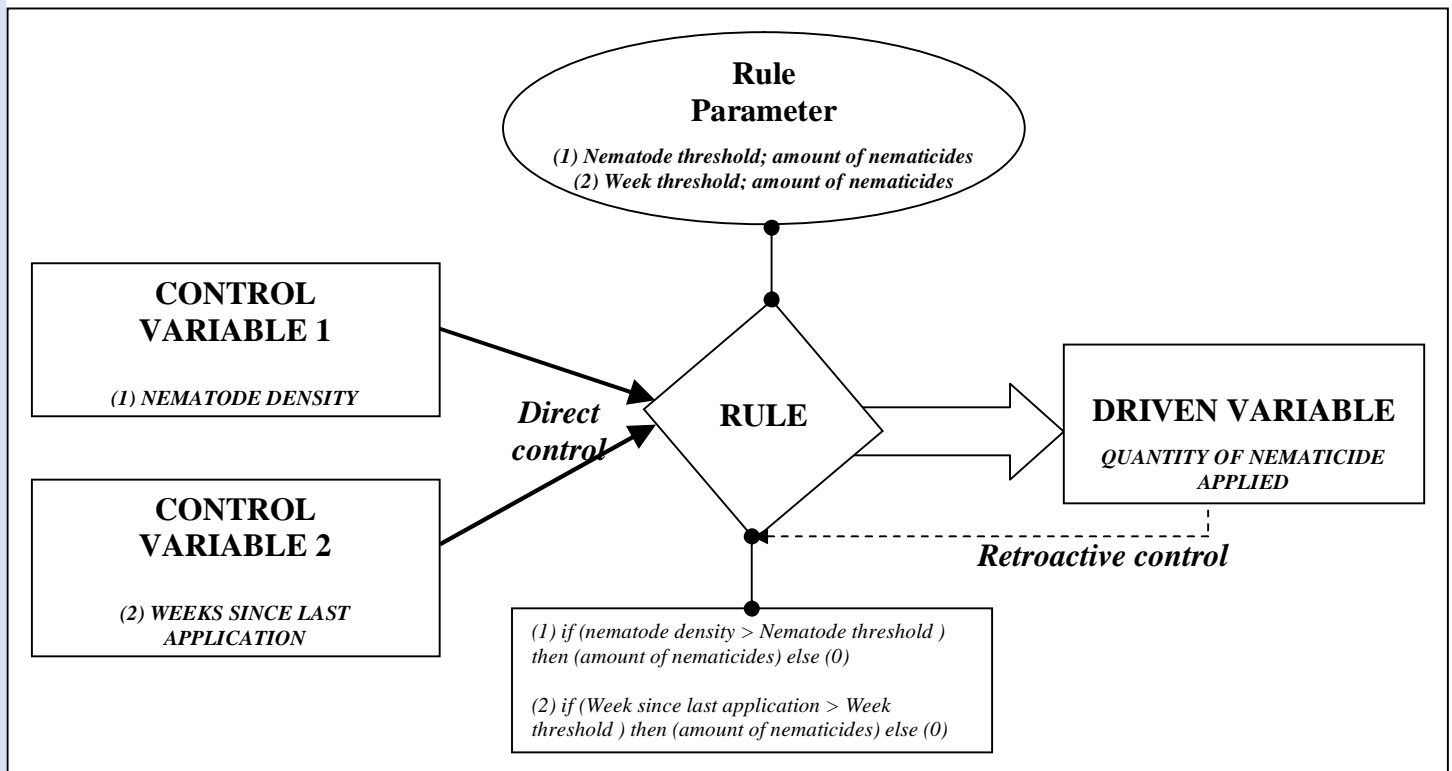 Rule
Parameter
(1) Nematode threshold; amount of nematicides
(2) Week threshold; amount of nematicides
CONTROL
VARIABLE 1
(1) NEMATODE DENSITY
Direct
control
RULE
DRIVEN VARIABLE
QUANTITY OF NEMATICIDE
APPLIED
CONTROL
VARIABLE 2
(2) WEEKS SINCE LAST
APPLICATION
Retroactive control
(1) if (nematode density > Nematode threshold )
then (amount of nematicides) else (0)
(2) if (Week since last application > Week
threshold ) then (amount of nematicides) else (0)